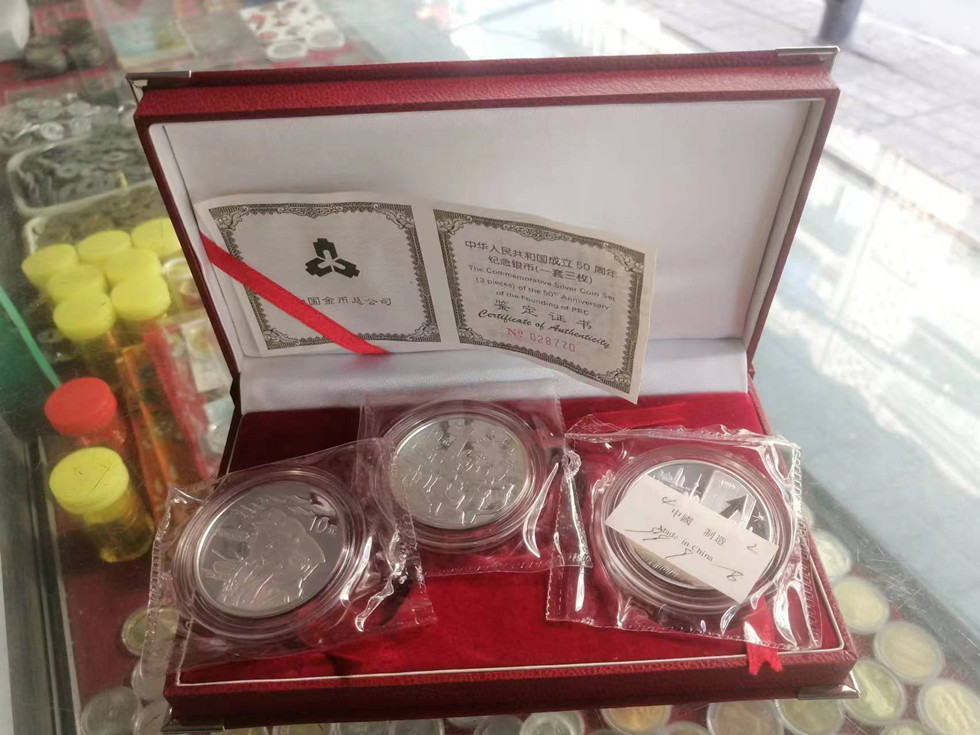 国金币总公司
中华人民共和国成立50周年
纪念银币(一套三枚)
The Commemorative Silver Coin Set
(3 pieces) of the 50th Anniversary
of the Founding of PRC
鉴定证书
Certificate of Authenticity
№ 028770
10元
中國 制造
Made in China